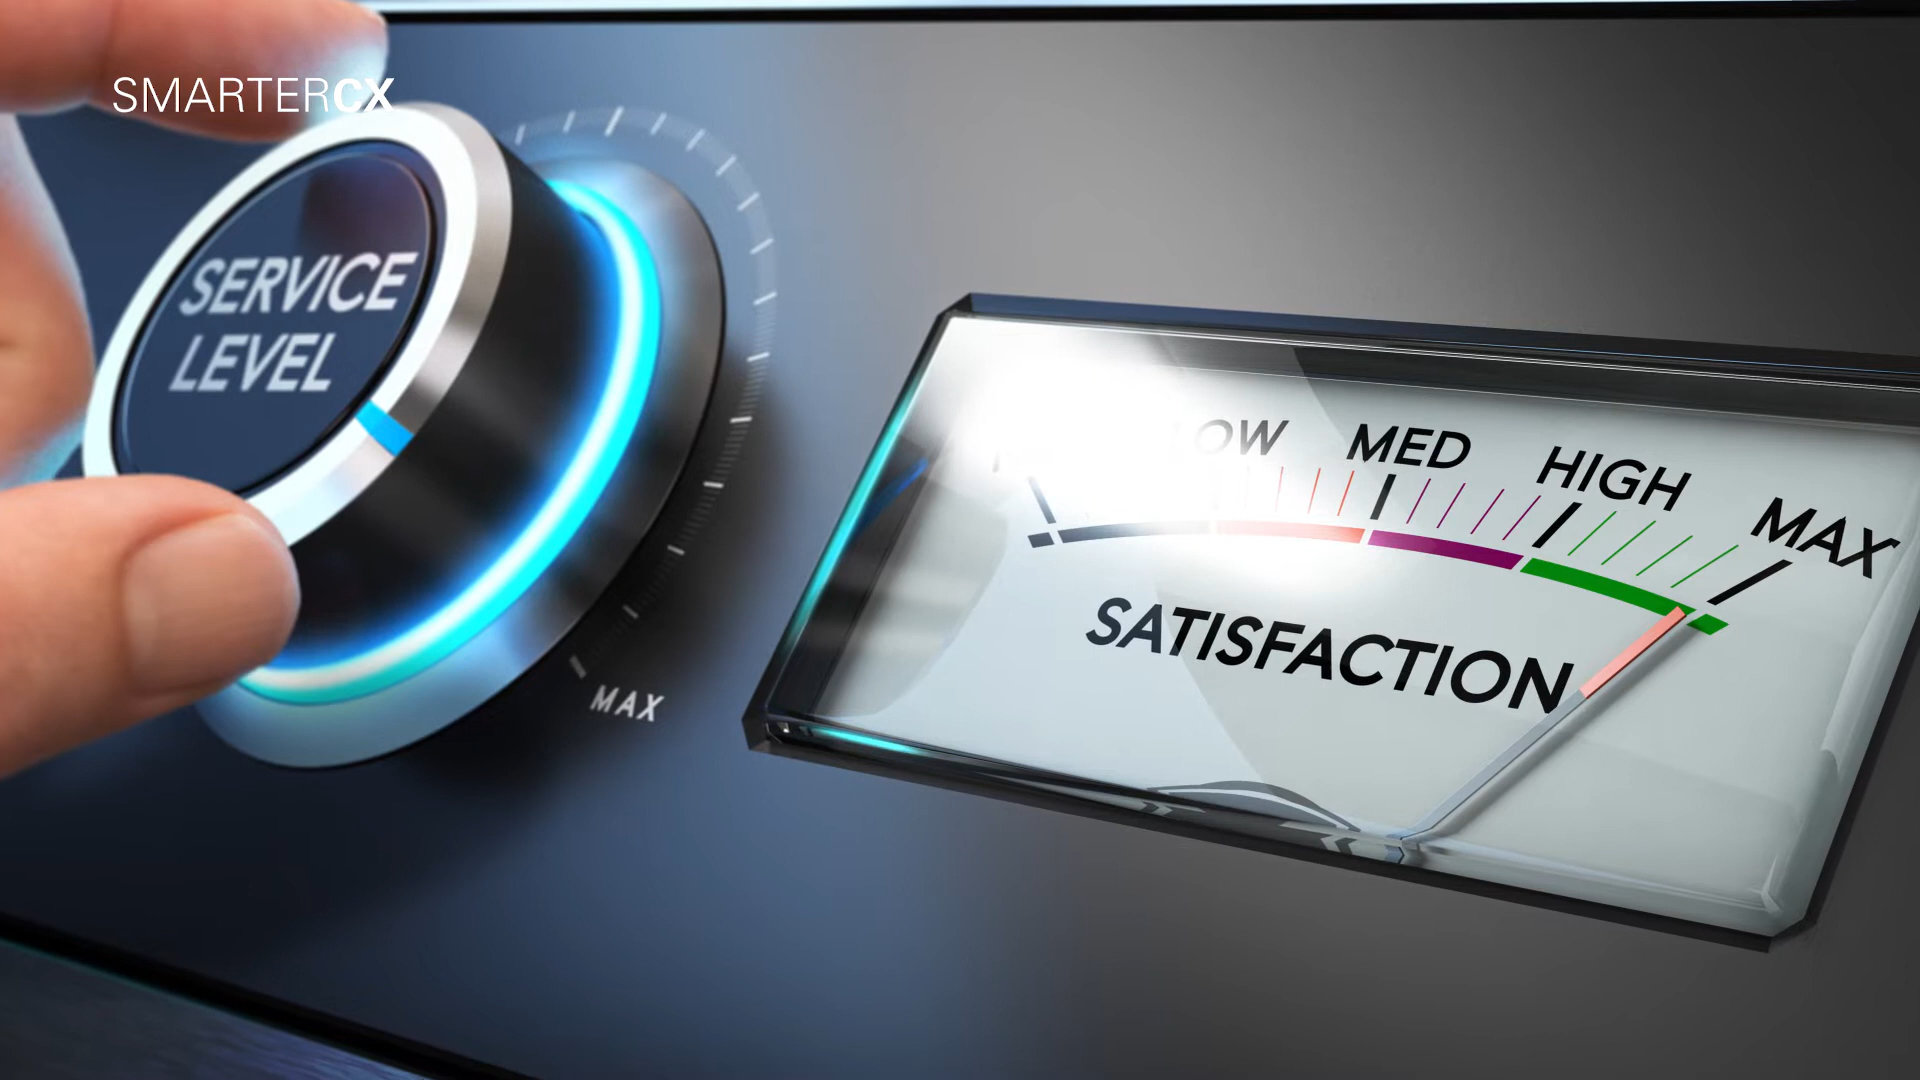 SMARTERCX
SERVICE
LEVEL
MAX
MED
HIGH
MAX
SATISFACTION